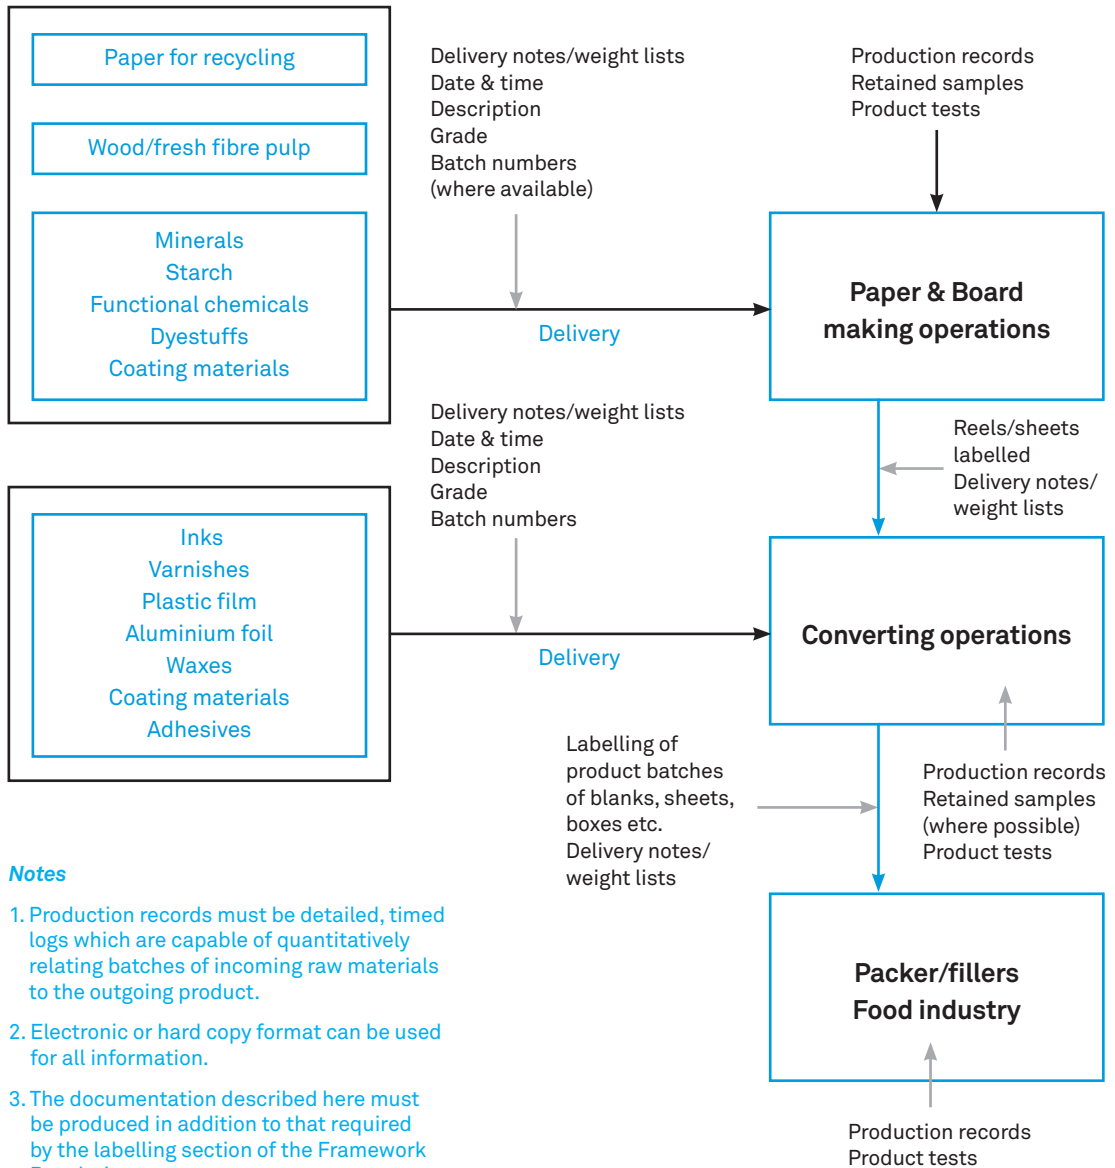 Paper for recycling
Wood/fresh fibre pulp
Minerals
Starch
Functional chemicals
Dyestuffs
Coating materials
Delivery notes/weight lists
Date & time
Description
Grade
Batch numbers
(where available)
Delivery
Production records
Retained samples
Product tests
Paper & Board
making operations
Reels/sheets
labelled
Delivery notes/
weight lists
Inks
Varnishes
Plastic film
Aluminium foil
Waxes
Coating materials
Adhesives
Delivery notes/weight lists
Date & time
Description
Grade
Batch numbers
Delivery
Converting operations
Labelling of
product batches
of blanks, sheets,
boxes etc.
Delivery notes/
weight lists
Production records
Retained samples
(where possible)
Product tests
Packer/fillers
Food industry
Production records
Product tests
Notes
1. Production records must be detailed, timed
logs which are capable of quantitatively
relating batches of incoming raw materials
to the outgoing product.
2. Electronic or hard copy format can be used
for all information.
3. The documentation described here must
be produced in addition to that required
by the labelling section of the Framework